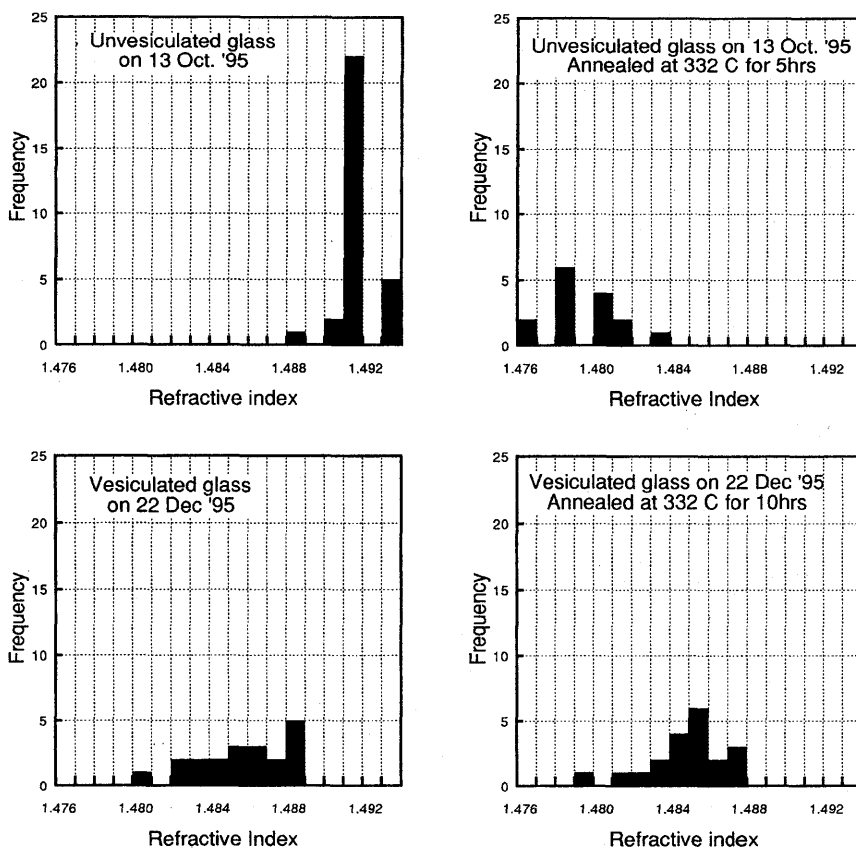 Unvesiculated glass
on 13 Oct. '95
25
20
15
10
5
0
Frequency
1.476 1.480 1.484 1.488 1.492
Refractive index
Unvesiculated glass on 13 Oct. '95
Annealed at 332 C for 5hrs
25
20
15
10
5
0
Frequency
1.476 1.480 1.484 1.488 1.492
Refractive Index
Vesiculated glass
on 22 Dec '95
25
20
15
10
5
0
Frequency
1.476 1.480 1.484 1.488 1.492
Refractive Index
Vesiculated glass on 22 Dec '95
Annealed at 332 C for 10hrs
25
20
15
10
5
0
Frequency
1.476 1.480 1.484 1.488 1.492
Refractive index